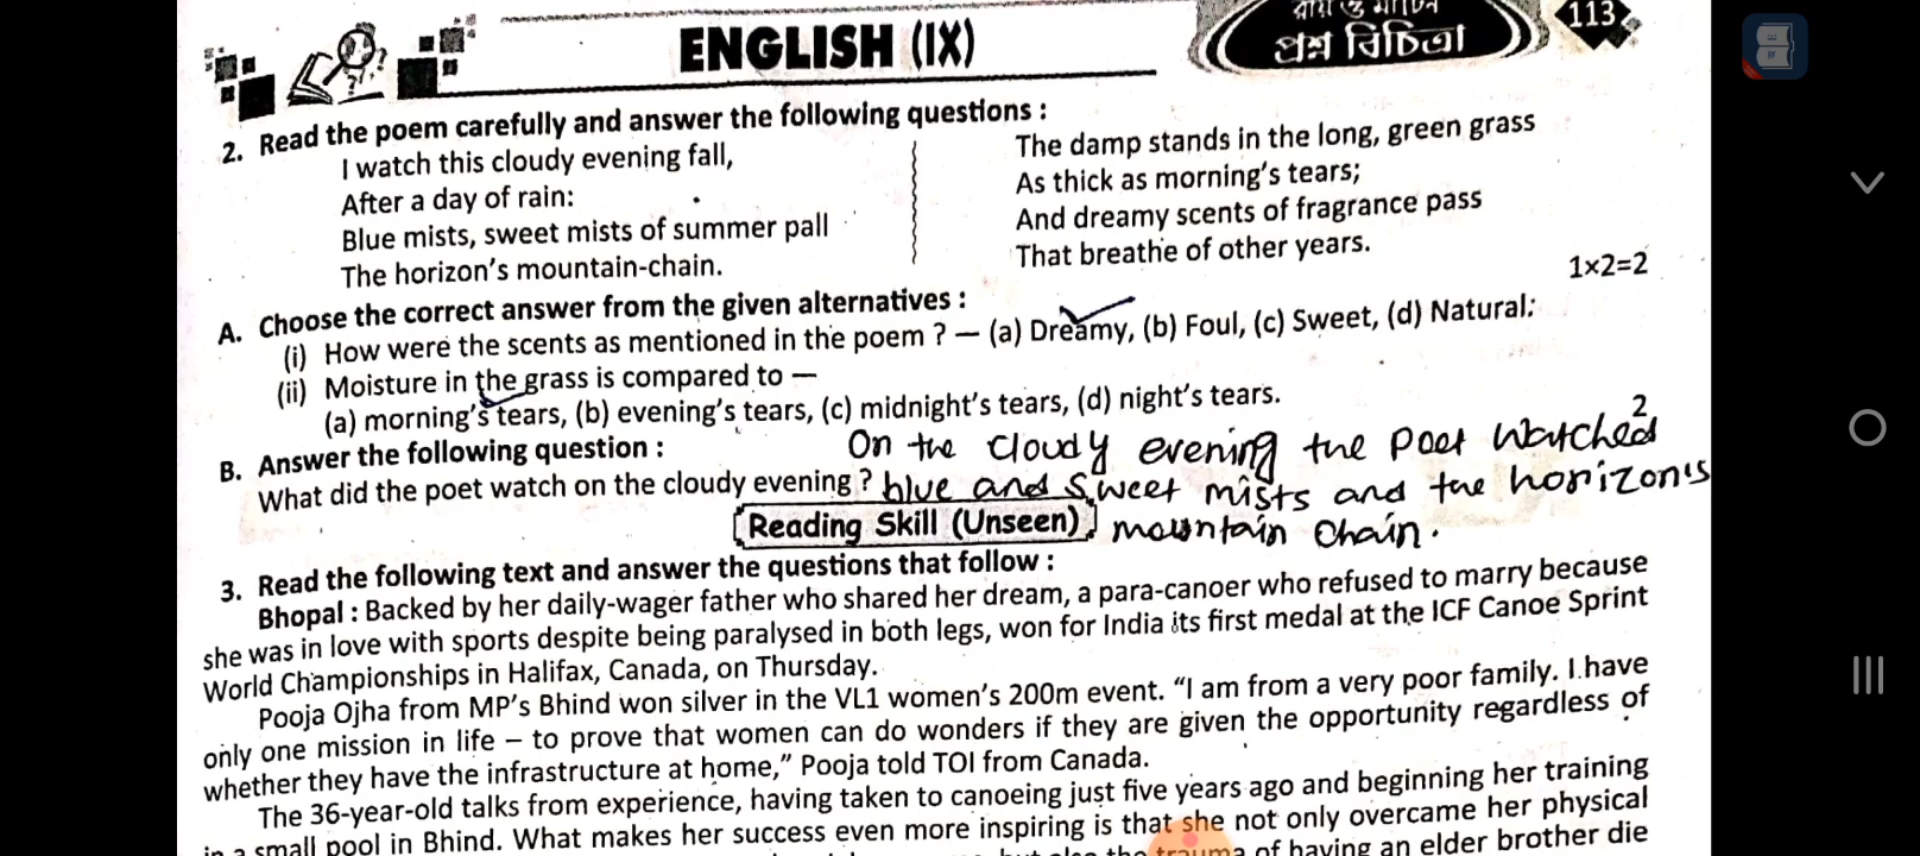 ENGLISH (IX)
প্রশ্ন বিচিত্রা
113
2. Read the poem carefully and answer the following questions :
I watch this cloudy evening fall,
After a day of rain:
Blue mists, sweet mists of summer pall
The horizon's mountain-chain.
The damp stands in the long, green grass
As thick as morning's tears;
And dreamy scents of fragrance pass
That breathe of other years.
A. Choose the correct answer from the given alternatives :
1×2=2
(i) How were the scents as mentioned in the poem ? — (a) Dreamy, (b) Foul, (c) Sweet, (d) Natural.
(ii) Moisture in the grass is compared to —
(a) morning's tears, (b) evening's tears, (c) midnight's tears, (d) night's tears.
B. Answer the following question :
2
What did the poet watch on the cloudy evening ?
On the cloudy evening the Poet Watched
blue and sweet mists and the horizon's
mountain Chain.
Reading Skill (Unseen)
3. Read the following text and answer the questions that follow :
Bhopal : Backed by her daily-wager father who shared her dream, a para-canoer who refused to marry because
she was in love with sports despite being paralysed in both legs, won for India its first medal at the ICF Canoe Sprint
World Championships in Halifax, Canada, on Thursday.
Pooja Ojha from MP's Bhind won silver in the VL1 women's 200m event. “I am from a very poor family. I have
only one mission in life – to prove that women can do wonders if they are given the opportunity regardless of
whether they have the infrastructure at home,” Pooja told TOI from Canada.
The 36-year-old talks from experience, having taken to canoeing just five years ago and beginning her training
in a small pool in Bhind. What makes her success even more inspiring is that she not only overcame her physical
but also the trauma of having an elder brother die